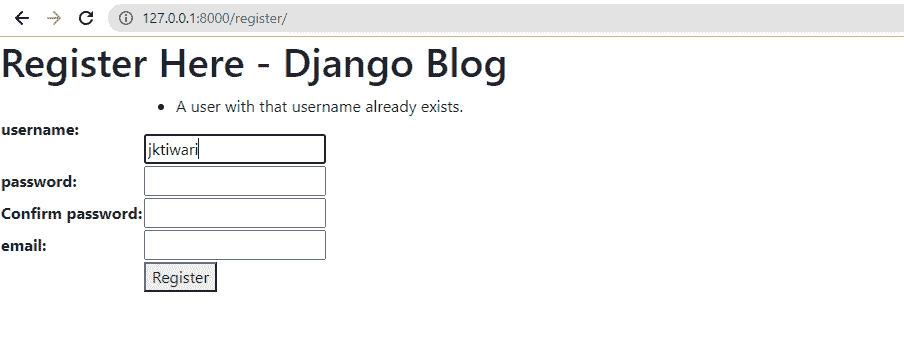 127.0.0.1:8000/register/
Register Here - Django Blog
• A user with that username already exists.
username:
jktiwari
password:
Confirm password:
email:
Register